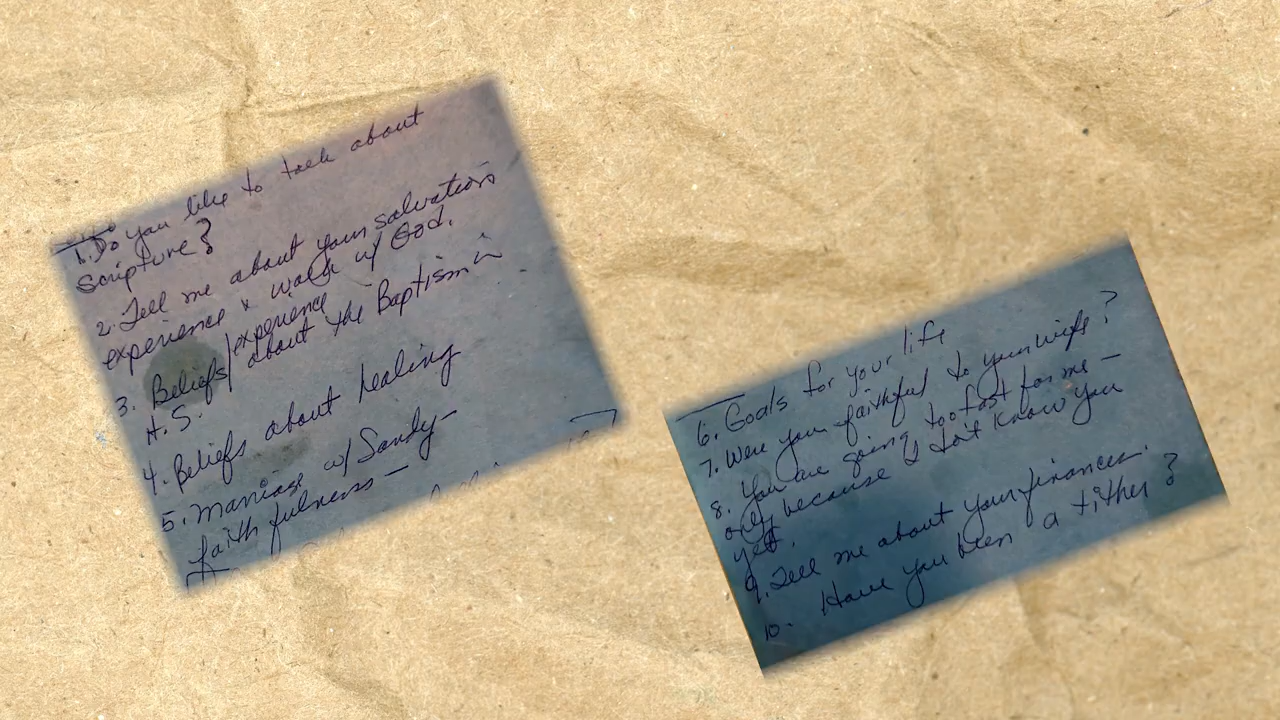 1. Do you like to talk about
Scripture?
2. Tell me about your salvation
experience & walk w/ God.
3. Beliefs/experience
about the Baptism in
H. S.
4. Beliefs about healing
5. Marriage w/ Sandy–
faithfulness–
6. Goals for your life
7. Were you faithful to your wife?
8. You are going too fast for me –
only because I don't know you
yet.
9. Tell me about your finances.
10. Have you been a tither?